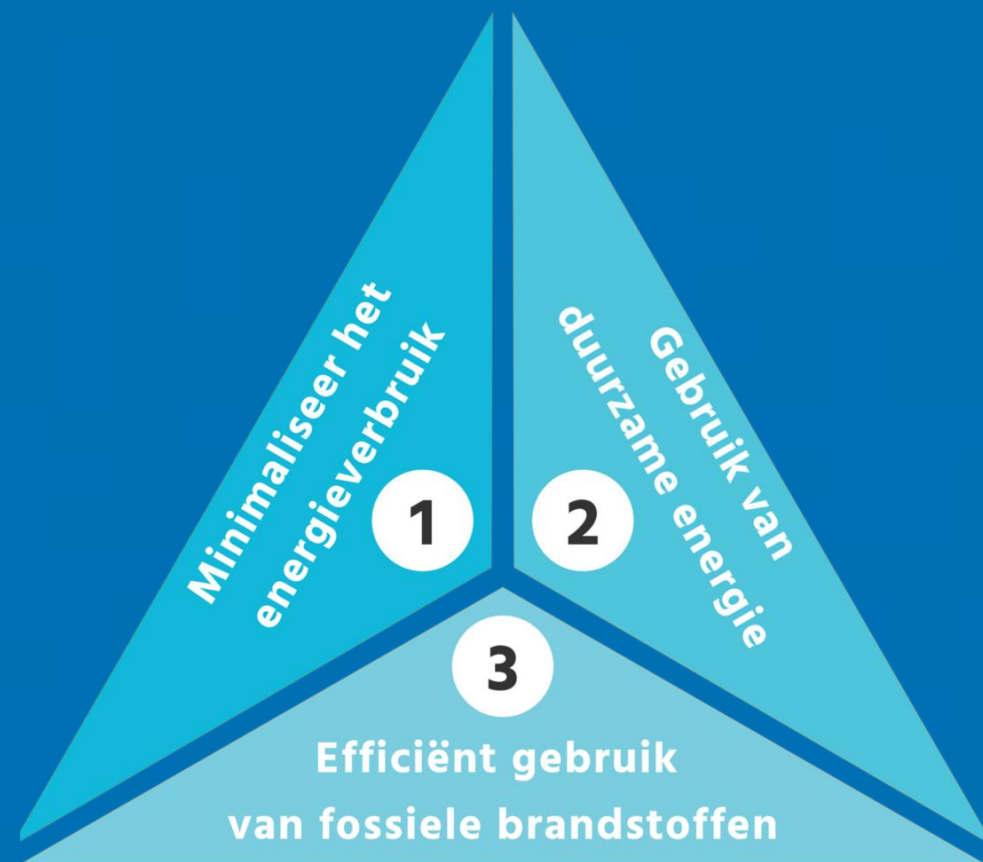 Minimaliseer het
energieverbruik
1
Gebruik van
duurzame energie
2
3
Efficiënt gebruik
van fossiele brandstoffen